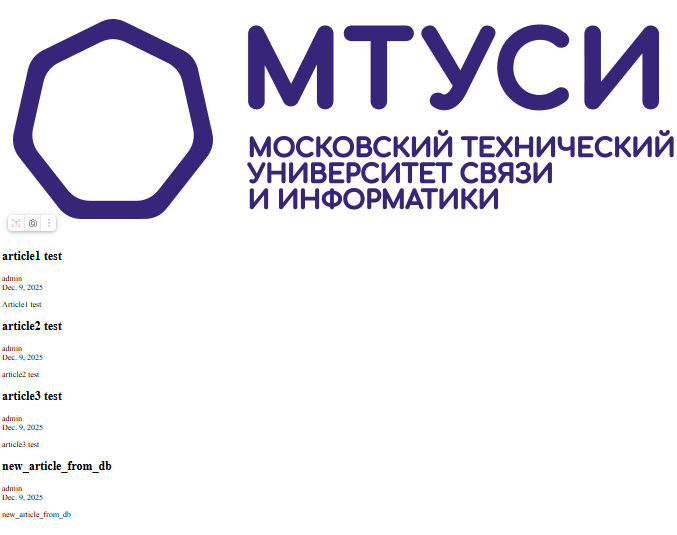 МТУСИ
МОСКОВСКИЙ ТЕХНИЧЕСКИЙ
УНИВЕРСИТЕТ СВЯЗИ
И ИНФОРМАТИКИ
article1 test
admin
Dec. 9, 2025
Article1 test
article2 test
admin
Dec. 9, 2025
article2 test
article3 test
admin
Dec. 9, 2025
article3 test
new_article_from_db
admin
Dec. 9, 2025
new_article_from_db